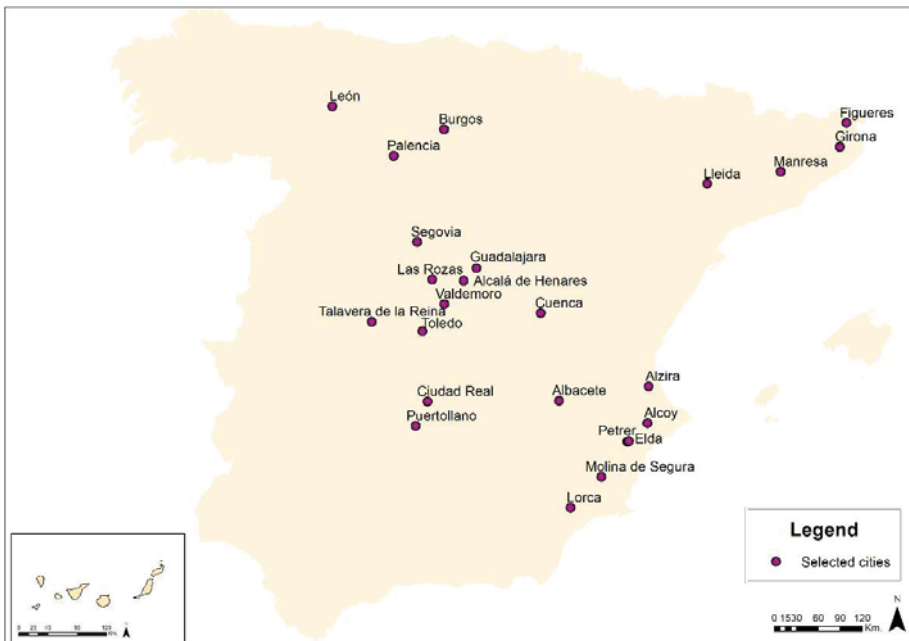 León
Burgos
Palencia
Figueres
Girona
Manresa
Lleida
Segovia
Guadalajara
Las Rozas
Alcalá de Henares
Valdemoro
Talavera de la Reina
Toledo
Cuenca
Alzira
Ciudad Real
Albacete
Puertollano
Alcoy
Petrer
Elda
Molina de Segura
Lorca
Legend
Selected cities
N
0 15 30 60 90 120
Km.
N